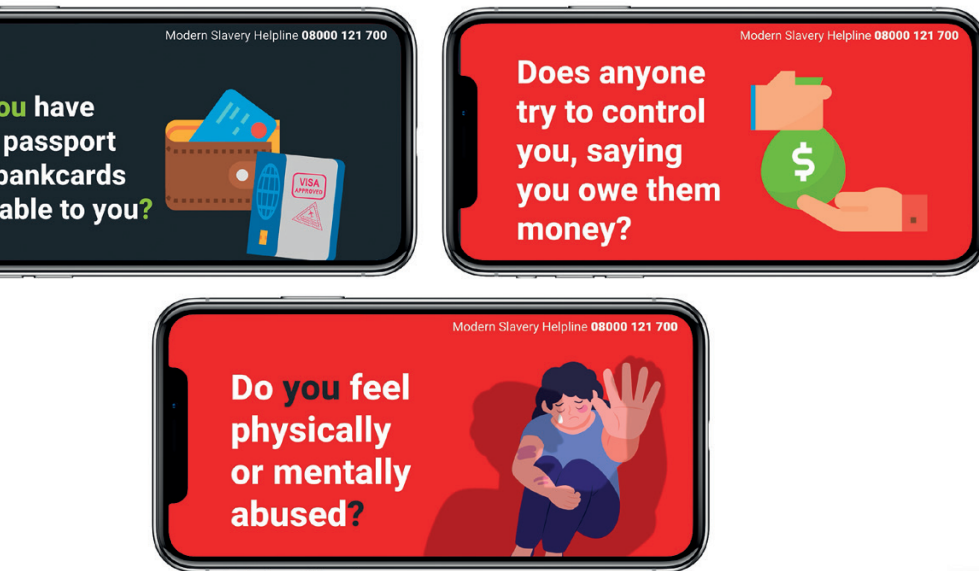 Modern Slavery Helpline 08000 121 700
ou have
passport
bankcards
able to you?
VISA
APPROVED
Modern Slavery Helpline 08000 121 700
Does anyone
try to control
you, saying
you owe them
money?
$
Modern Slavery Helpline 08000 121 700
Do you feel
physically
or mentally
abused?